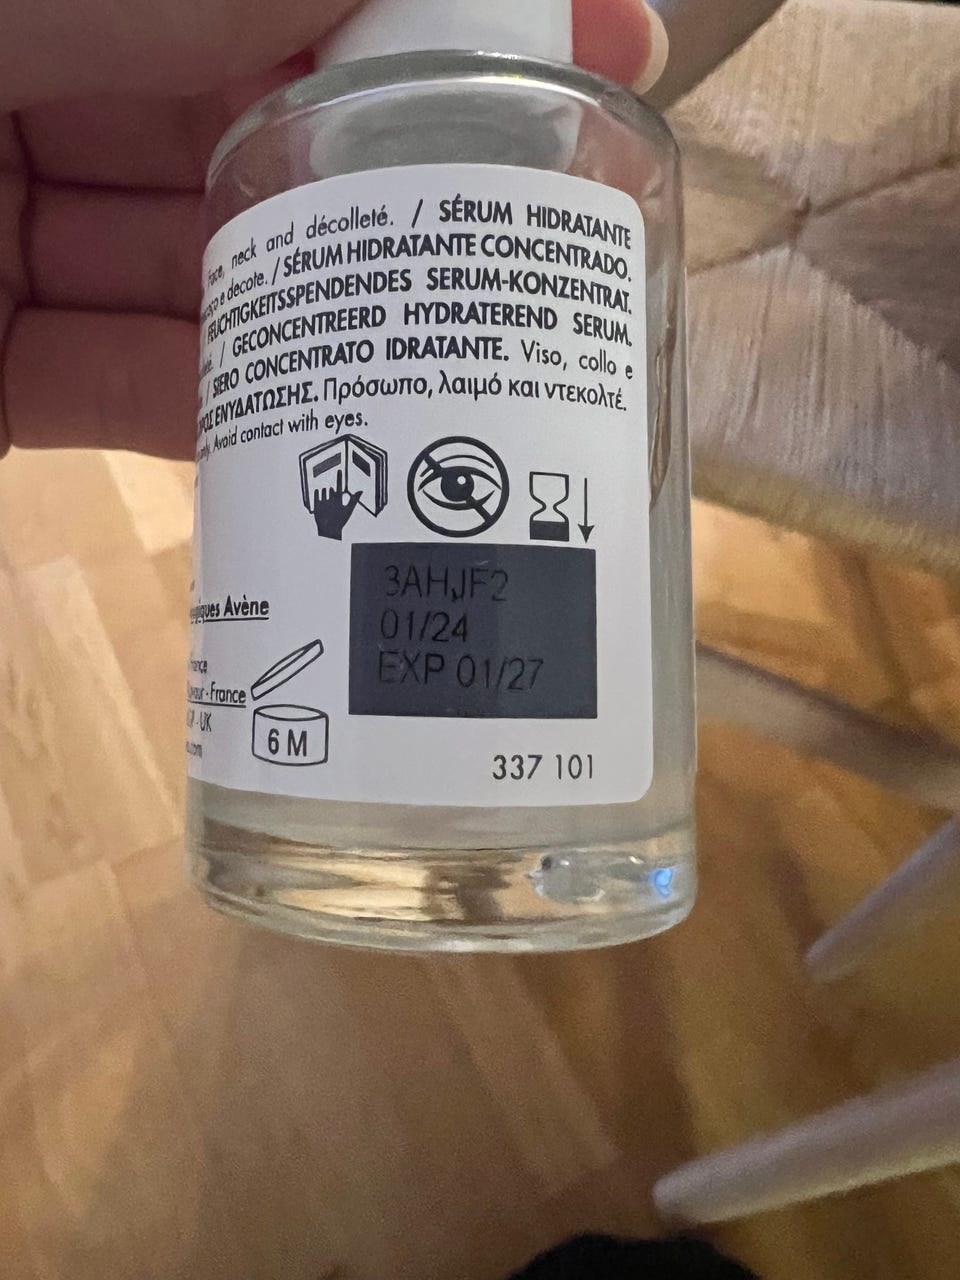 Face, neck and décolleté. / SÉRUM HIDRATANTE
e decote. / SÉRUM HIDRATANTE CONCENTRADO.
FEUCHTIGKEITSSPENDENDES SERUM-KONZENTRAT.
/ GECONCENTREERD HYDRATEREND SERUM.
/ SIERO CONCENTRATO IDRATANTE. Viso, collo e
ΕΝΥΔΑΤΩΣΗΣ. Πρόσωπο, λαιμό και ντεκολτέ.
only. Avoid contact with eyes.
3AHJF2
01/24
EXP 01/27
Avène
- France
- UK
6 M
337 101